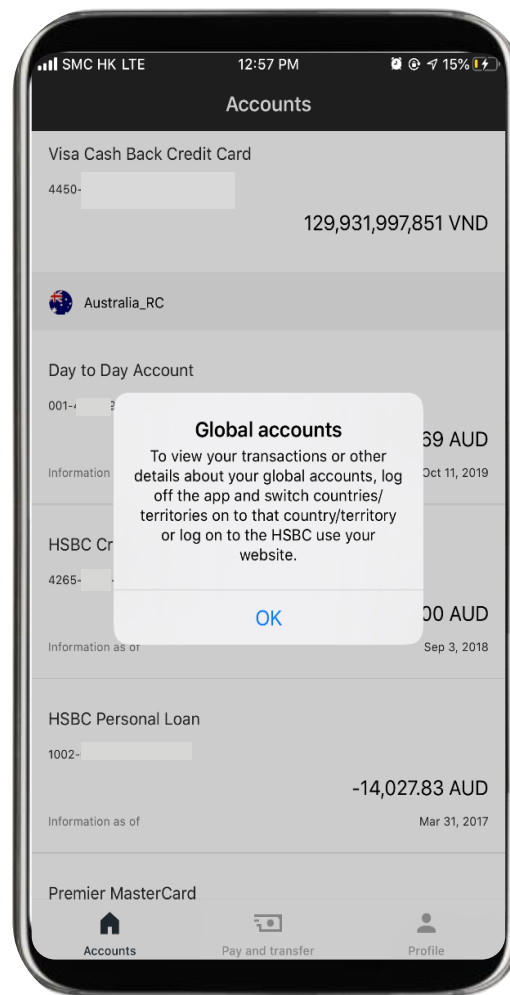 SMC HK LTE 12:57 PM 15%
Accounts
Visa Cash Back Credit Card
4450-
129,931,997,851 VND
Australia_RC
Day to Day Account
001-
69 AUD
Information
Oct 11, 2019
Global accounts
To view your transactions or other
details about your global accounts, log
off the app and switch countries/
territories on to that country/territory
or log on to the HSBC use your
website.
OK
HSBC Cr
4265-
00 AUD
Information as of
Sep 3, 2018
HSBC Personal Loan
1002-
-14,027.83 AUD
Information as of
Mar 31, 2017
Premier MasterCard
Accounts Pay and transfer Profile